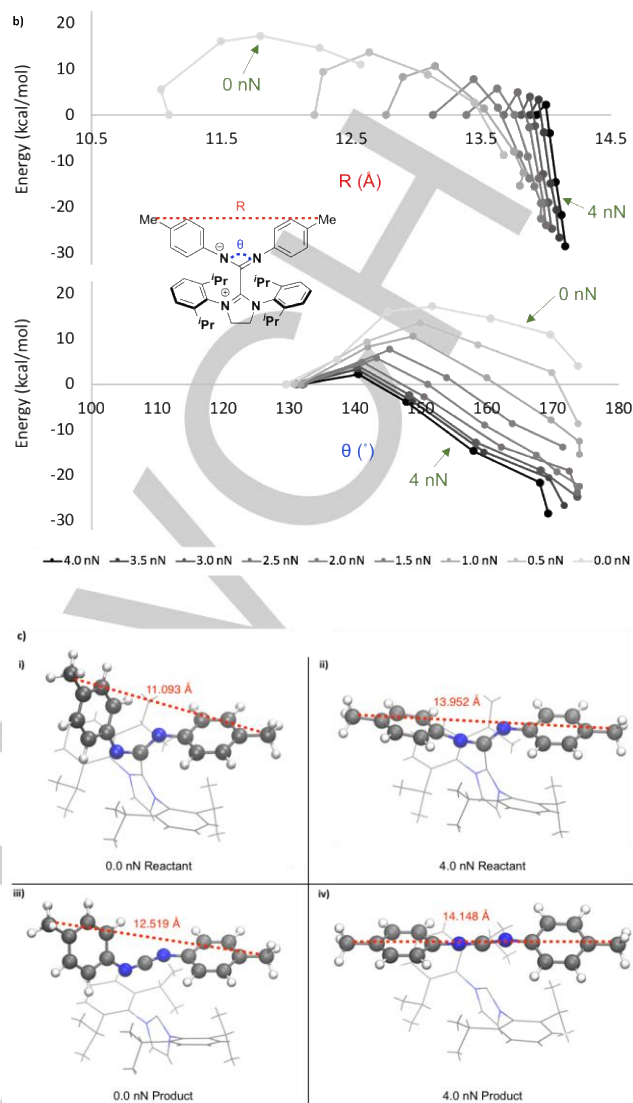 b)
Energy (kcal/mol)
20
10
0
-10
-20
-30
10.5 11.5 12.5 13.5 14.5
0 nN
R (Å)
4 nN
R
Me Me
⊖
N θ N
iPr iPr
⊕
N N
iPr iPr
Energy (kcal/mol)
20
10
0
-10
-20
-30
100 110 120 130 140 150 160 170 180
0 nN
θ (°)
4 nN
4.0 nN 3.5 nN 3.0 nN 2.5 nN 2.0 nN 1.5 nN 1.0 nN 0.5 nN 0.0 nN
c)
i)
11.093 Å
0.0 nN Reactant
ii)
13.952 Å
4.0 nN Reactant
iii)
12.519 Å
0.0 nN Product
iv)
14.148 Å
4.0 nN Product